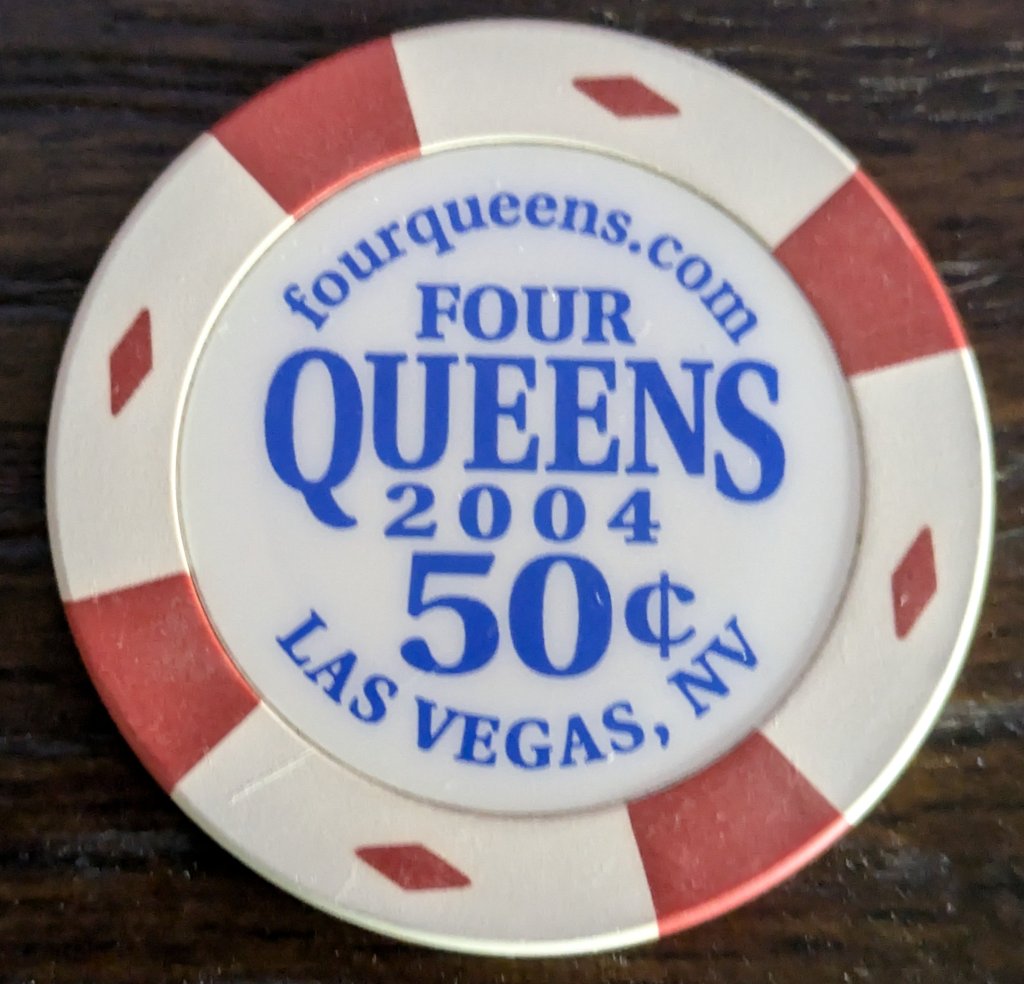 fourqueens.com
FOUR
QUEENS
2004
50¢
LAS VEGAS, NV